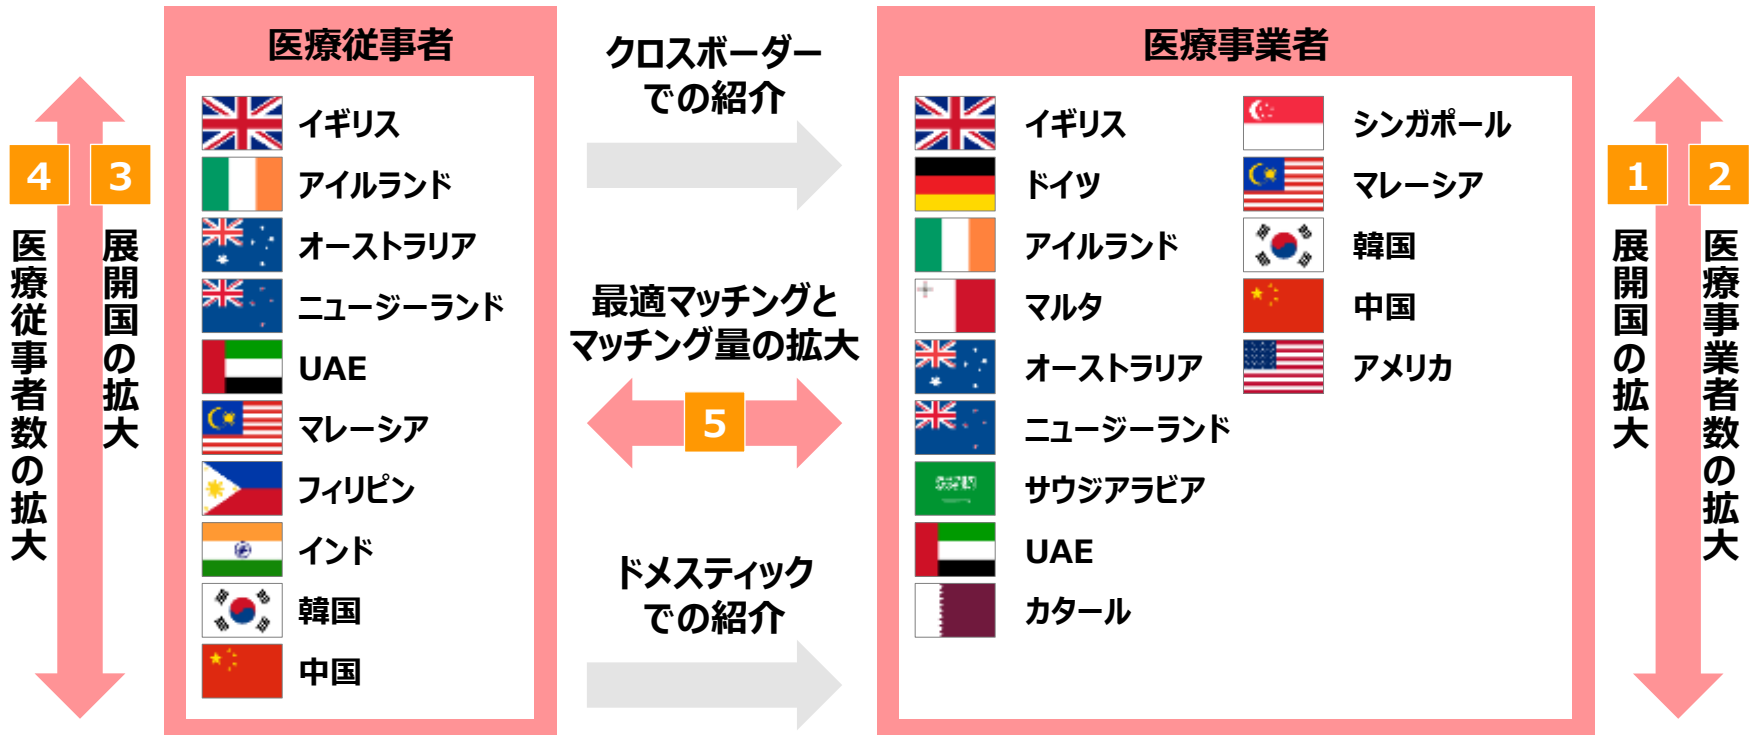 医療従事者
イギリス
アイルランド
オーストラリア
ニュージーランド
UAE
マレーシア
フィリピン
インド
韓国
中国
4
医療従事者数の拡大
3
展開国の拡大
クロスボーダー
での紹介
最適マッチングと
マッチング量の拡大
5
ドメスティック
での紹介
医療事業者
イギリス
ドイツ
アイルランド
マルタ
オーストラリア
ニュージーランド
サウジアラビア
UAE
カタール
シンガポール
マレーシア
韓国
中国
アメリカ
1
展開国の拡大
2
医療事業者数の拡大